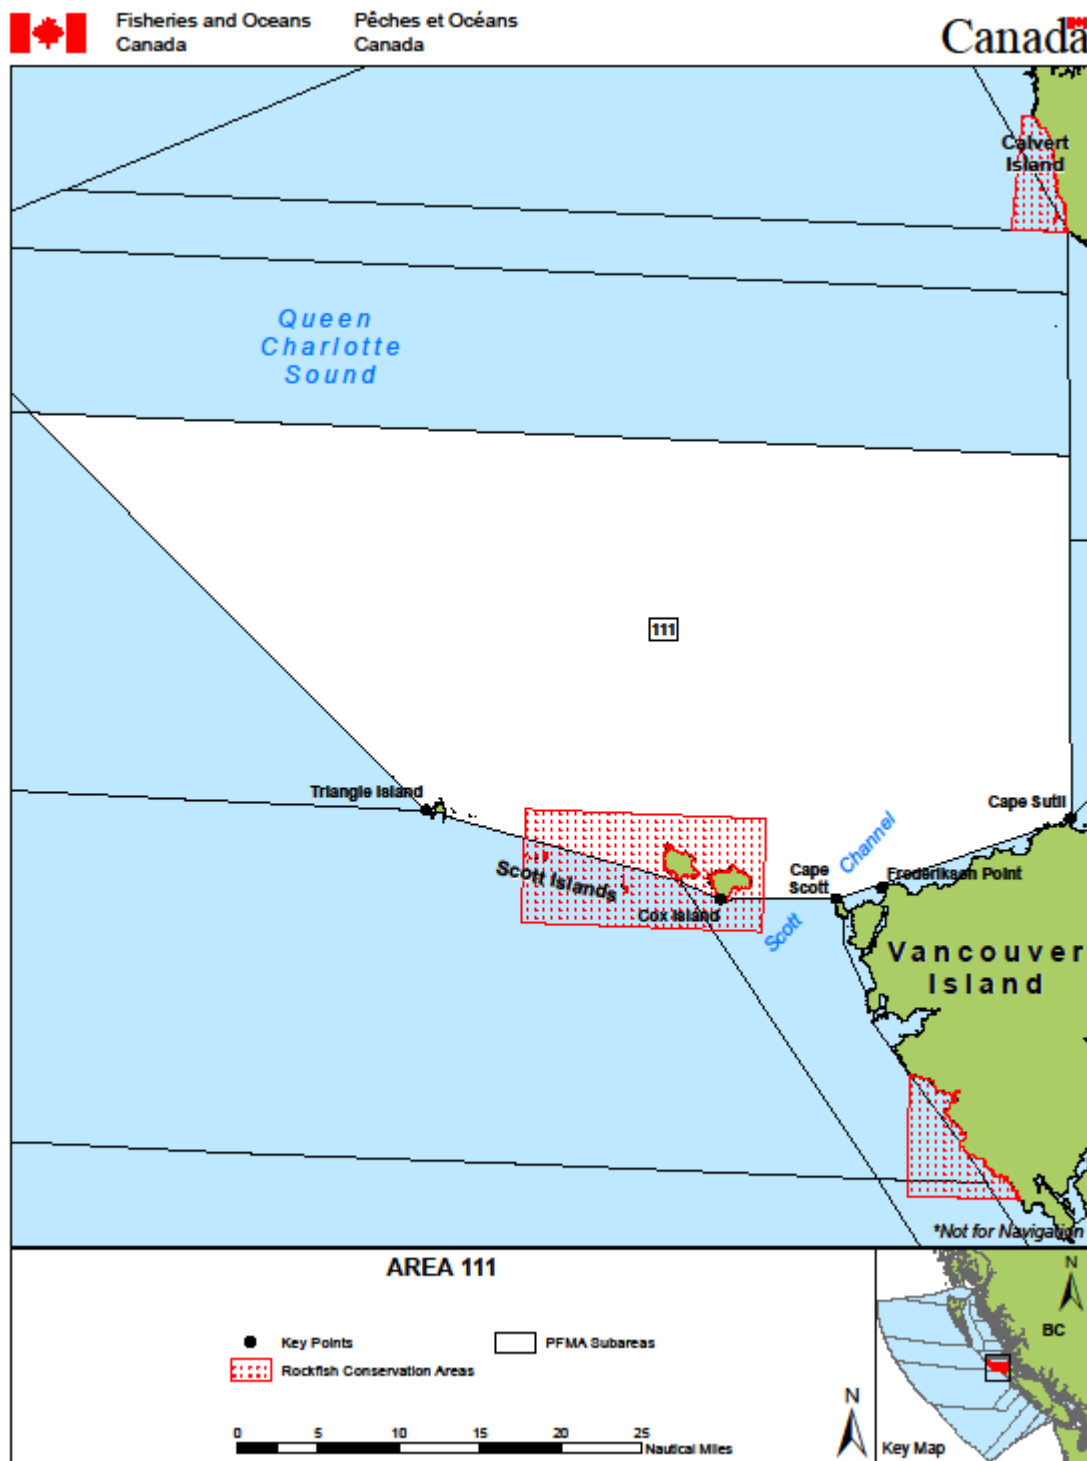 Fisheries and Oceans
Canada
Pêches et Océans
Canada
Canada
Calvert
Island
Queen
Charlotte
Sound
111
Triangle Island
Cape Sutil
Channel
Cape
Scott
Frederiksen Point
Scott Islands
Cox Island
Scott
Vancouver
Island
*Not for Navigation
AREA 111
Key Points
PFMA Subareas
Rockfish Conservation Areas
0 5 10 15 20 25
Nautical Miles
N
N
BC
Key Map